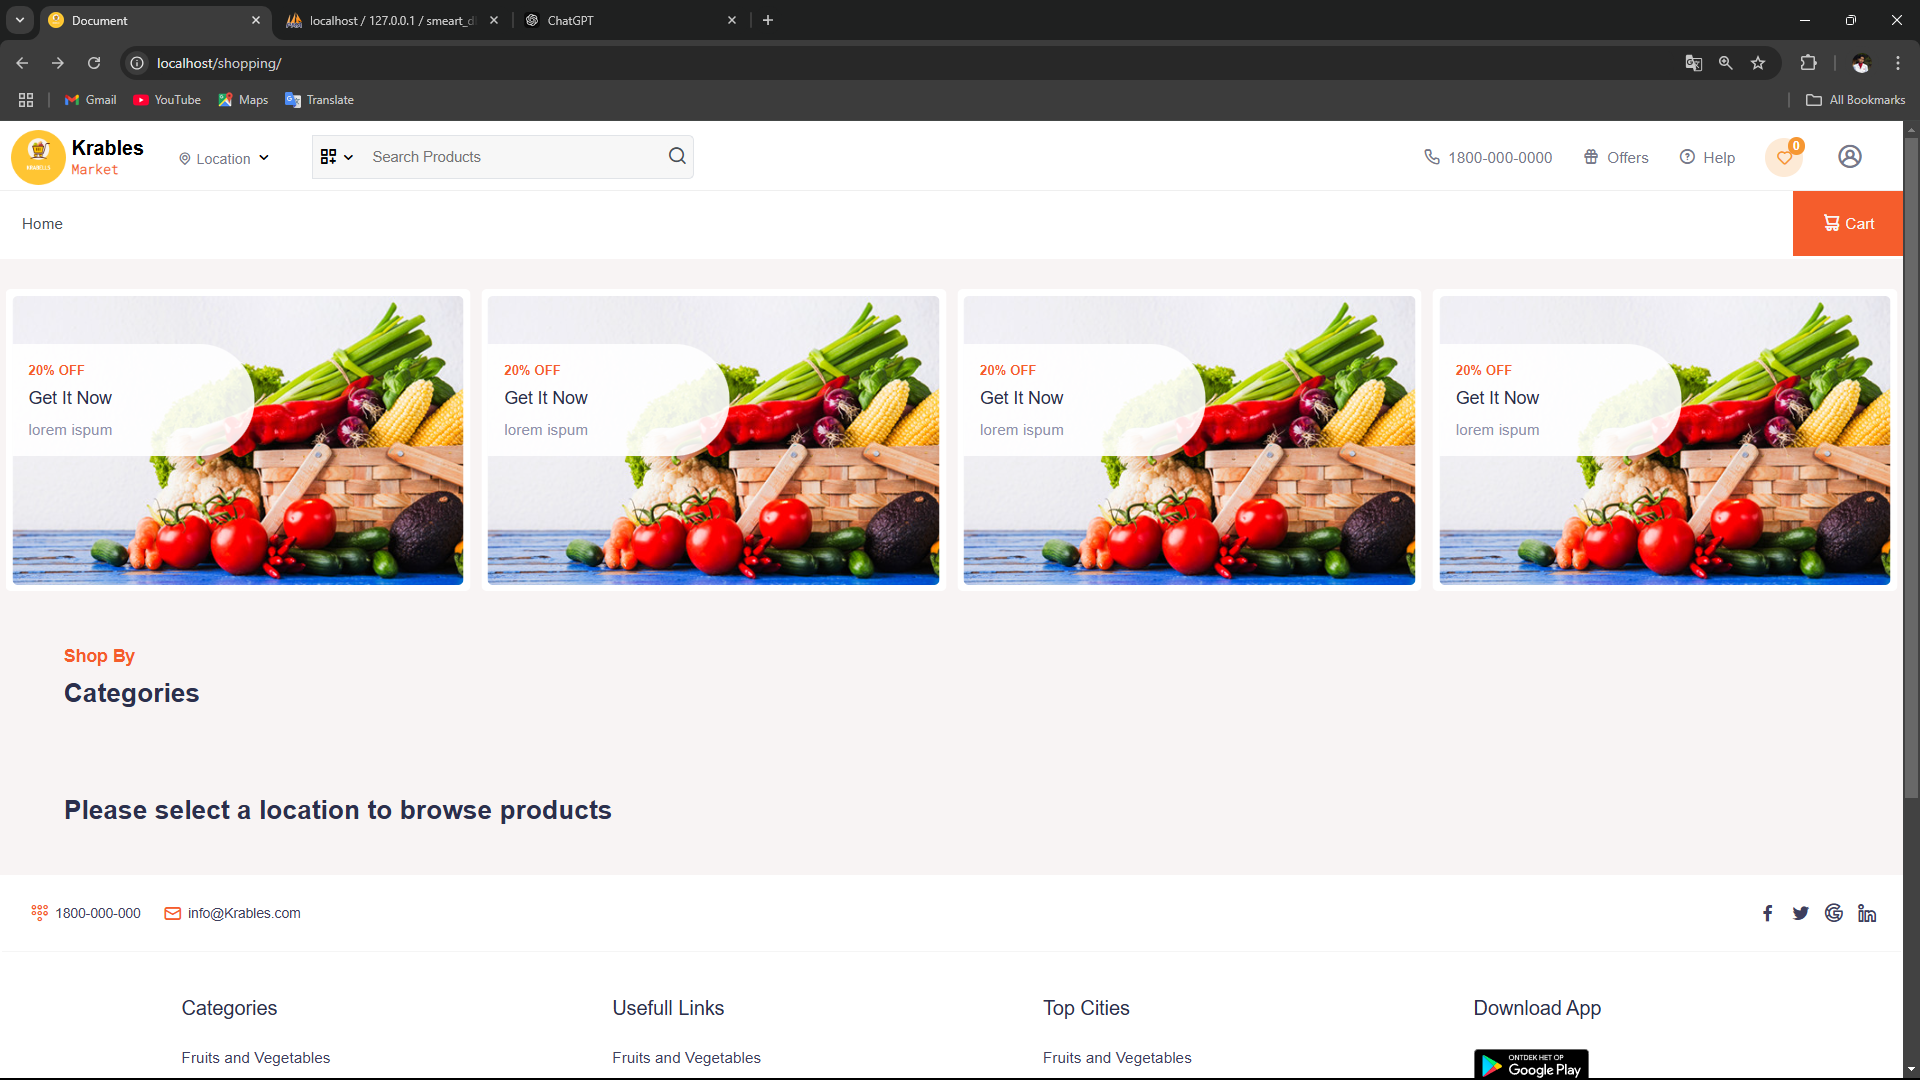 Document
localhost / 127.0.0.1 / smeart_d
ChatGPT
localhost/shopping/
Gmail
YouTube
Maps
Translate
All Bookmarks
Krables
Market
Location
Search Products
1800-000-0000
Offers
Help
0
Home
Cart
20% OFF
Get It Now
lorem ispum
20% OFF
Get It Now
lorem ispum
20% OFF
Get It Now
lorem ispum
20% OFF
Get It Now
lorem ispum
Shop By
Categories
Please select a location to browse products
1800-000-000
info@Krables.com
Categories
Usefull Links
Top Cities
Download App
Fruits and Vegetables
Fruits and Vegetables
Fruits and Vegetables
ONTDEK HET OP
Google Play